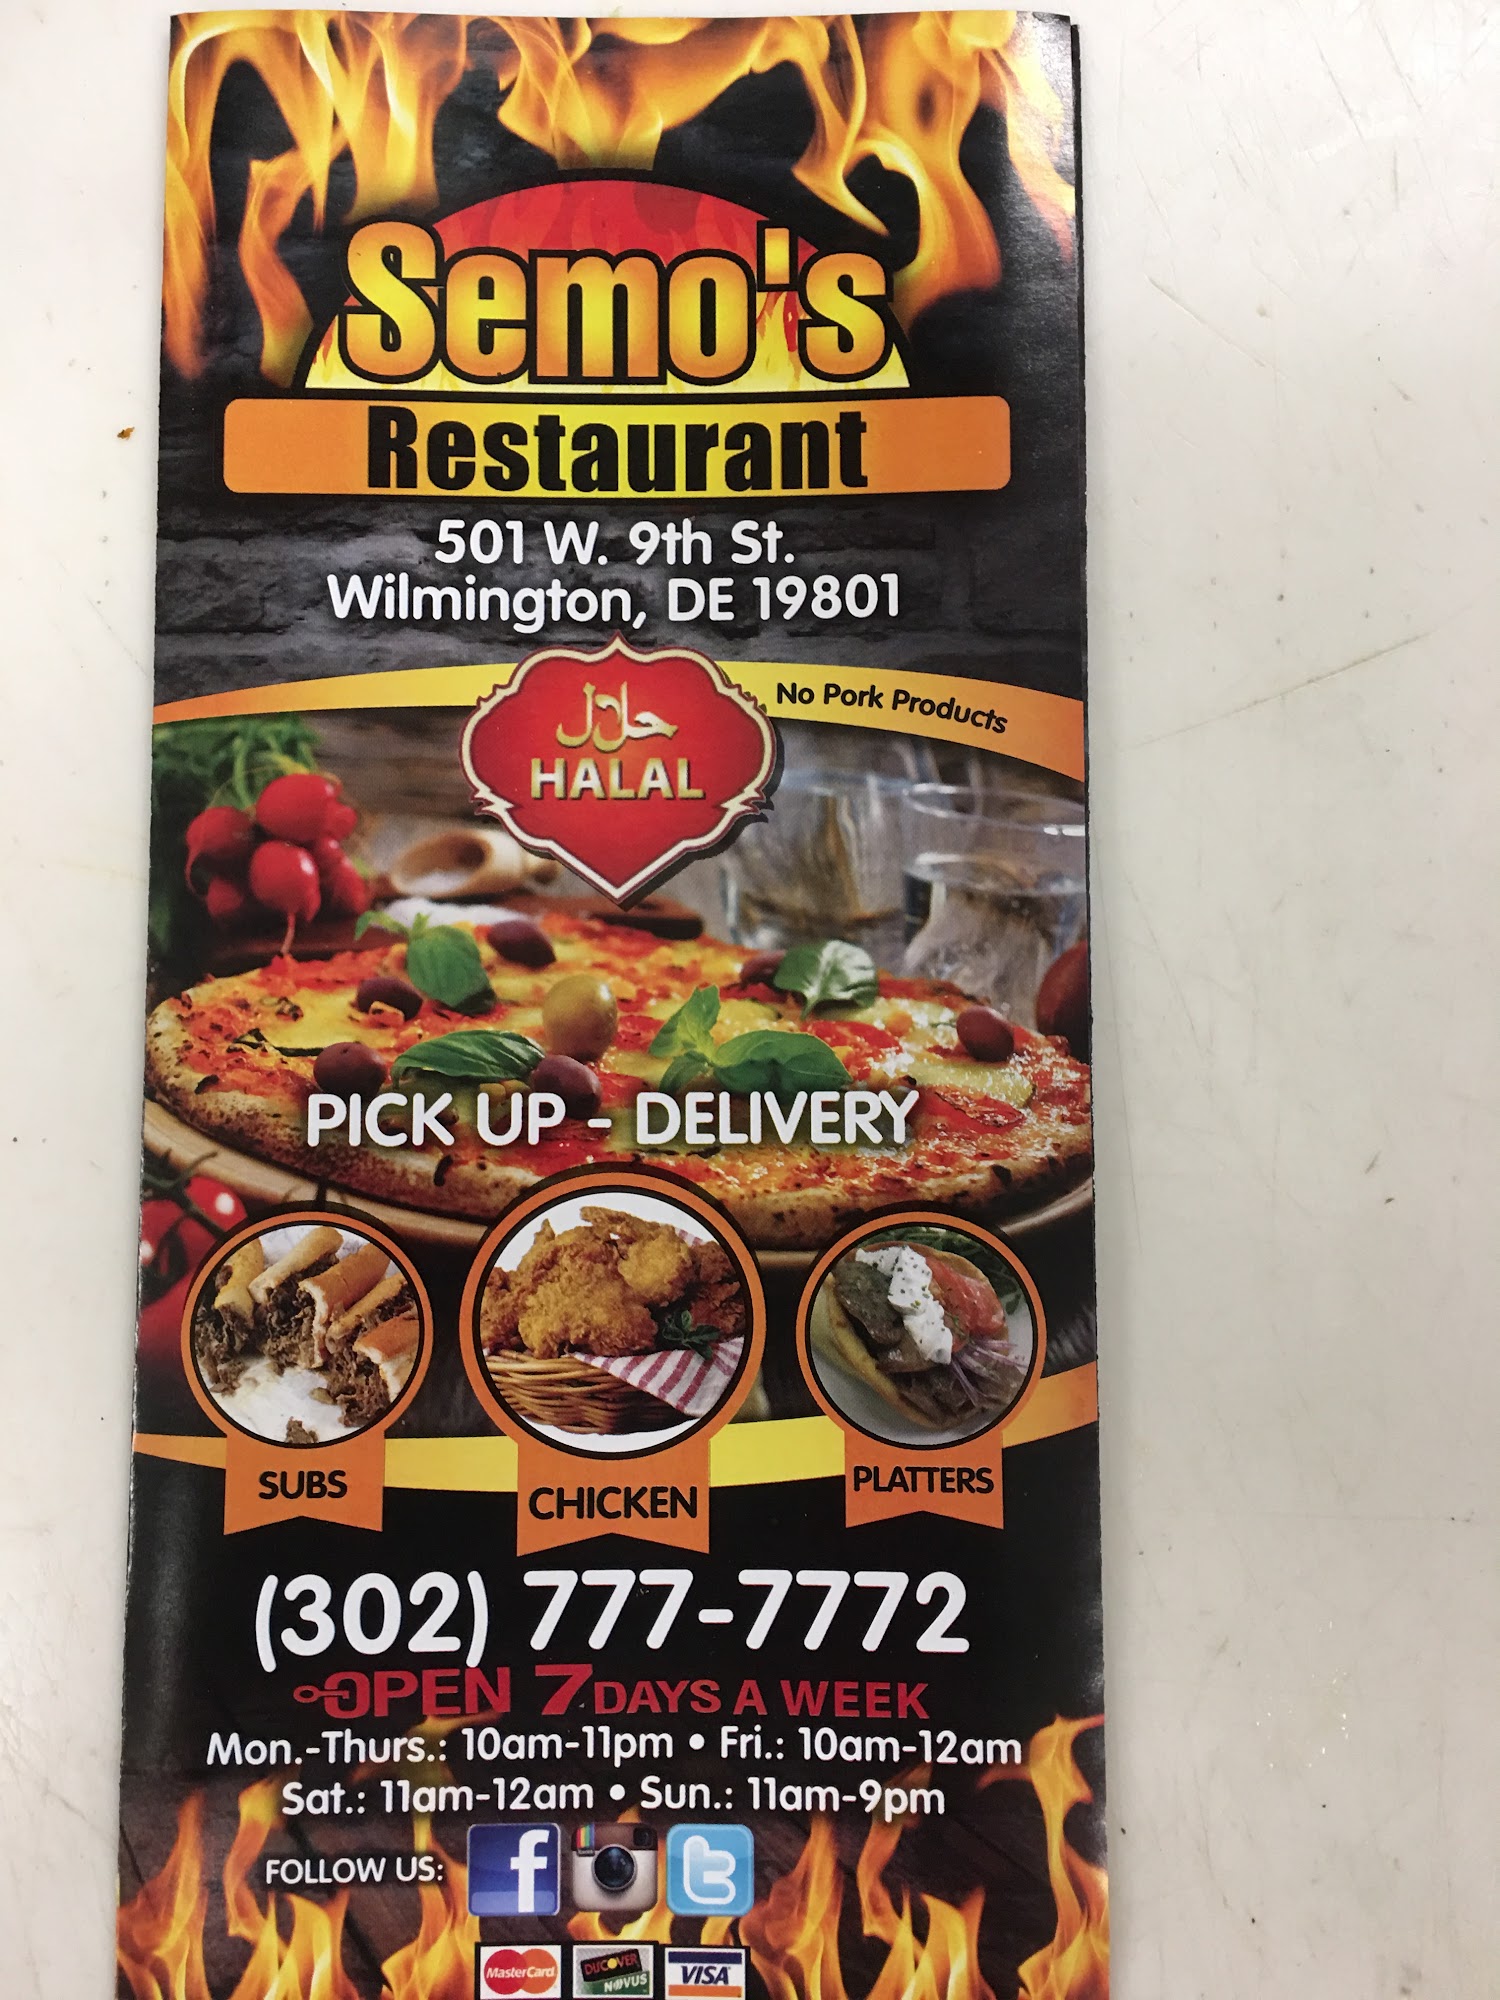 Semo's
Restaurant
501 W. 9th St.
Wilmington, DE 19801
No Pork Products
حلال
HALAL
PICK UP - DELIVERY
SUBS
CHICKEN
PLATTERS
(302) 777-7772
OPEN 7 DAYS A WEEK
Mon.-Thurs.: 10am-11pm • Fri.: 10am-12am
Sat.: 11am-12am • Sun.: 11am-9pm
FOLLOW US:
MasterCard
DISCOVER
NOVUS
VISA